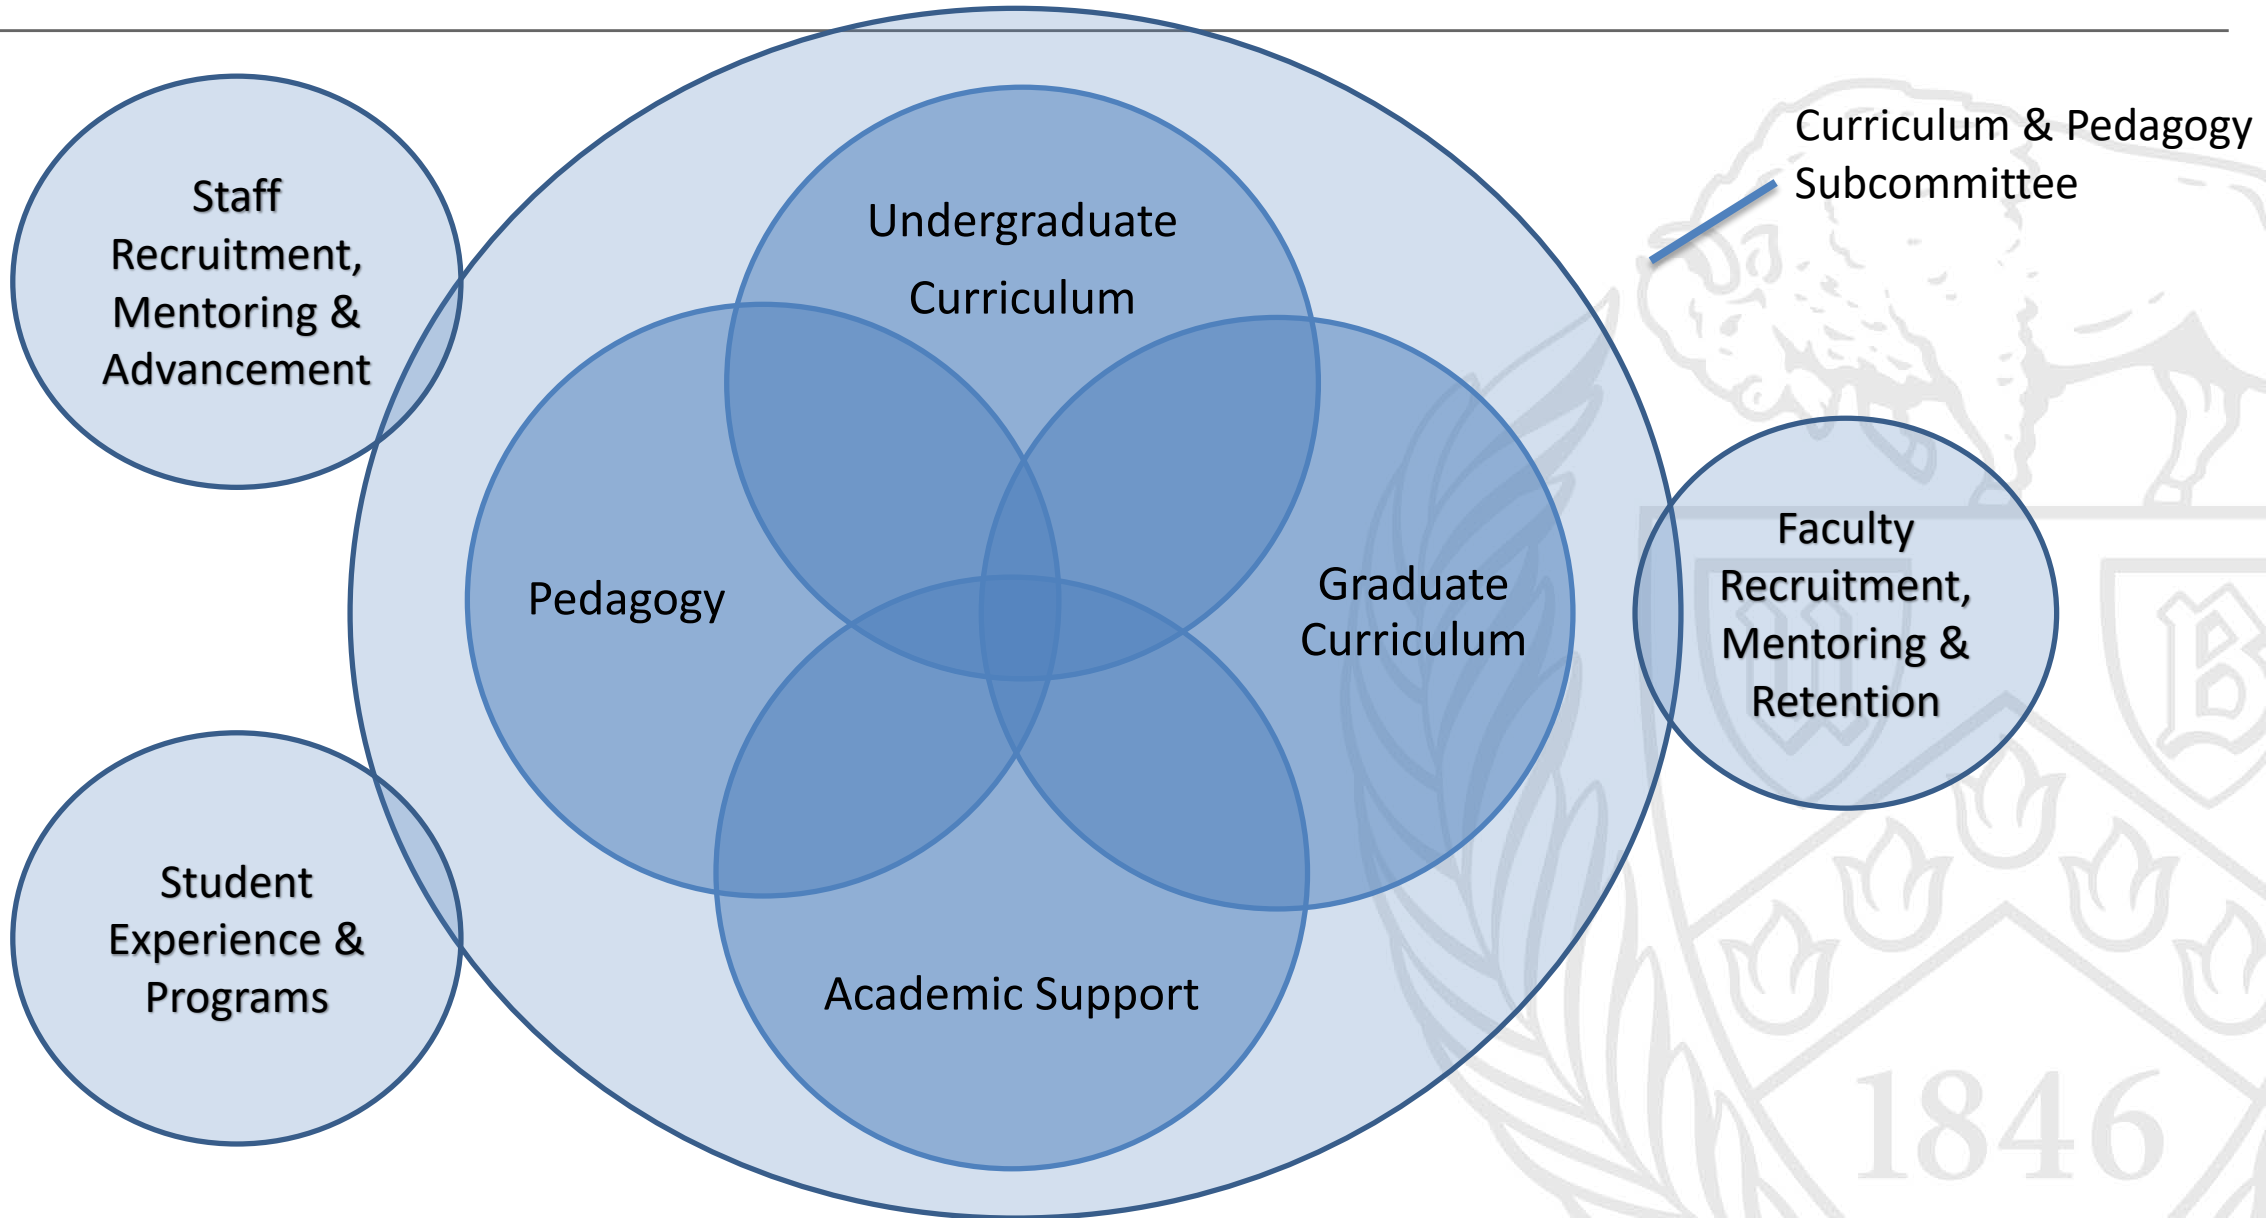 Curriculum & Pedagogy
Subcommittee
Staff
Recruitment,
Mentoring &
Advancement
Undergraduate
Curriculum
Pedagogy
Graduate
Curriculum
Faculty
Recruitment,
Mentoring &
Retention
Student
Experience &
Programs
Academic Support
U
B
1846